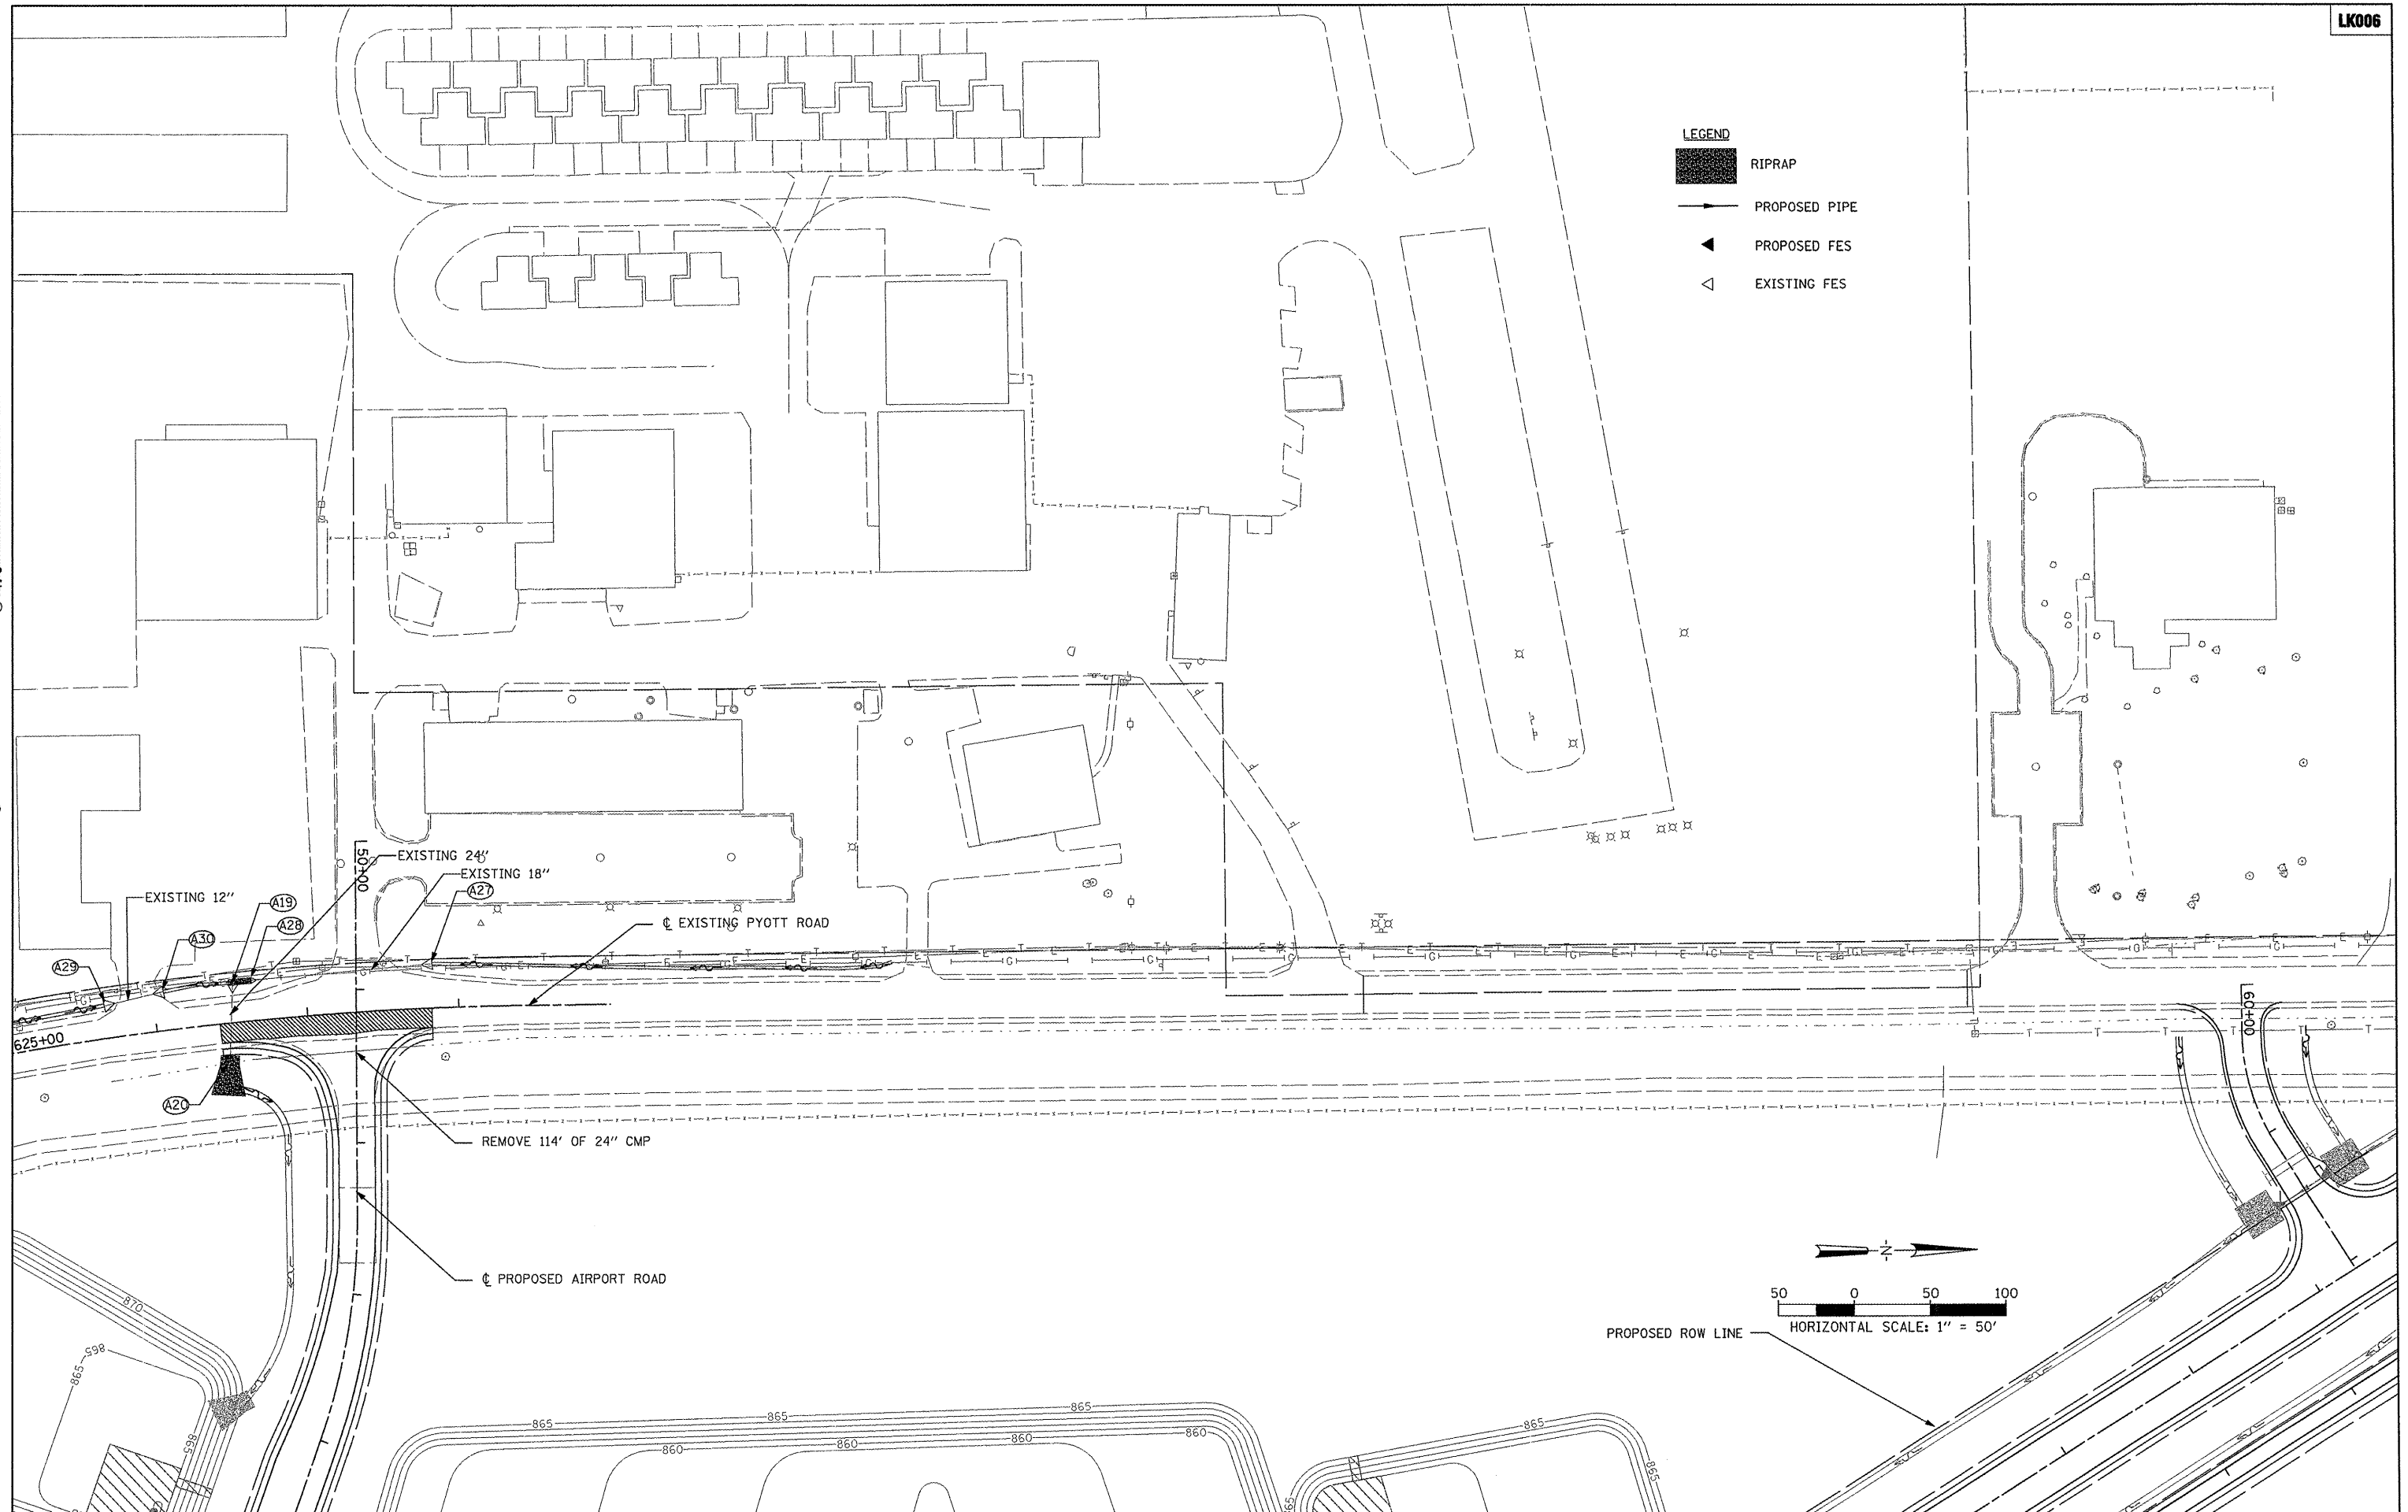 LK006
LEGEND
RIPRAP
PROPOSED PIPE
PROPOSED FES
EXISTING FES
EXISTING 24"
50+00
EXISTING 18"
A27
EXISTING 12"
A19
A28
A30
A29
℄ EXISTING PYOTT ROAD
625+00
60+00
A20
REMOVE 114' OF 24" CMP
℄ PROPOSED AIRPORT ROAD
N
50 0 50 100
HORIZONTAL SCALE: 1" = 50'
PROPOSED ROW LINE
870
865
865
865
865
865
865
865
860
860
860
860
865
865